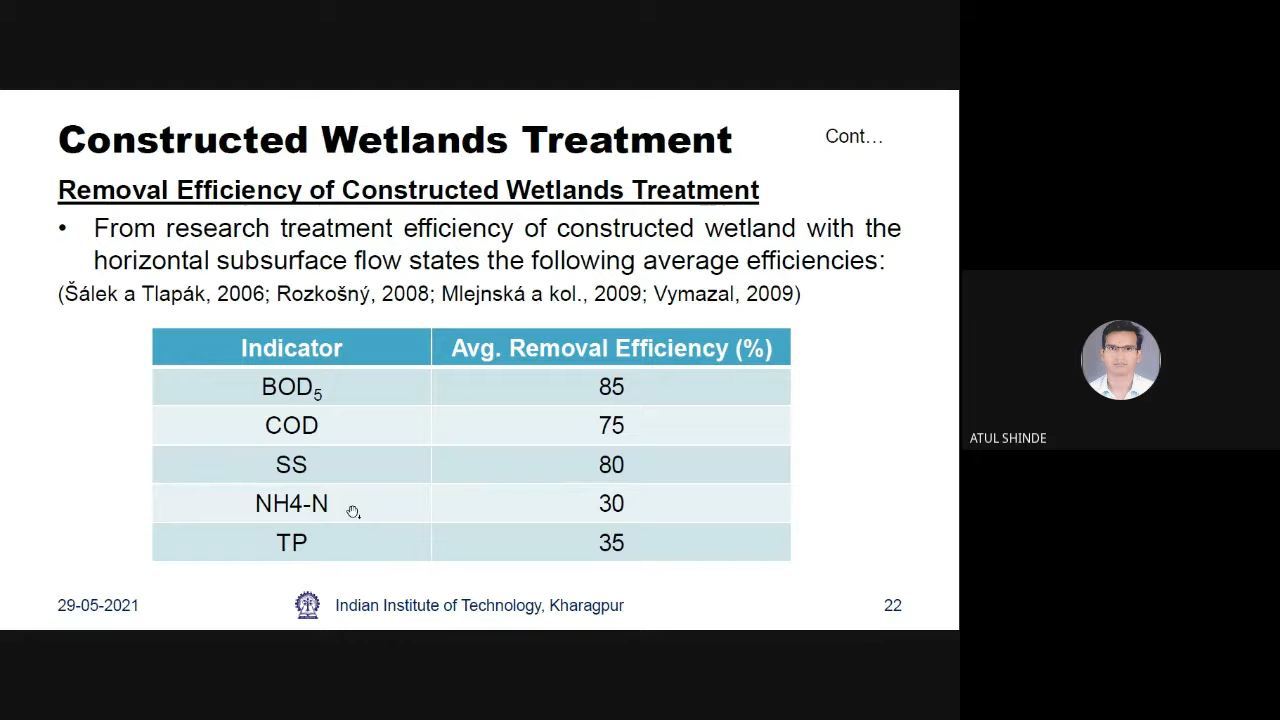 Constructed Wetlands Treatment
Cont...
Removal Efficiency of Constructed Wetlands Treatment
• From research treatment efficiency of constructed wetland with the
horizontal subsurface flow states the following average efficiencies:
(Šálek a Tlapák, 2006; Rozkošný, 2008; Mlejnská a kol., 2009; Vymazal, 2009)
Indicator Avg. Removal Efficiency (%)
BOD₅ 85
COD 75
SS 80
NH4-N 30
TP 35
29-05-2021 Indian Institute of Technology, Kharagpur 22
ATUL SHINDE